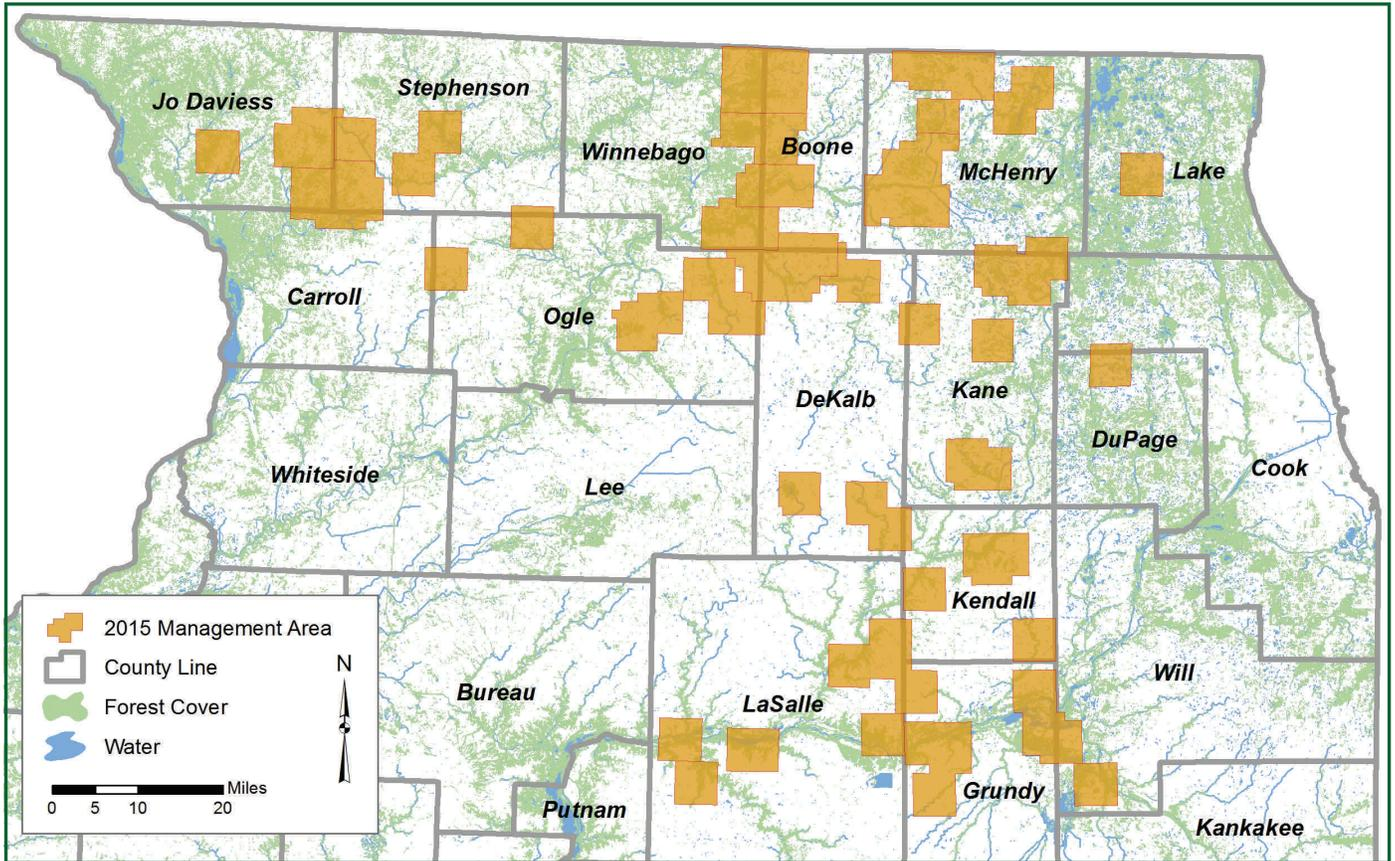 Jo Daviess
Stephenson
Winnebago
Boone
McHenry
Lake
Carroll
Ogle
DeKalb
Kane
DuPage
Cook
Whiteside
Lee
Kendall
Bureau
LaSalle
Will
Putnam
Grundy
Kankakee
2015 Management Area
County Line
Forest Cover
Water
N
Miles
0 5 10 20